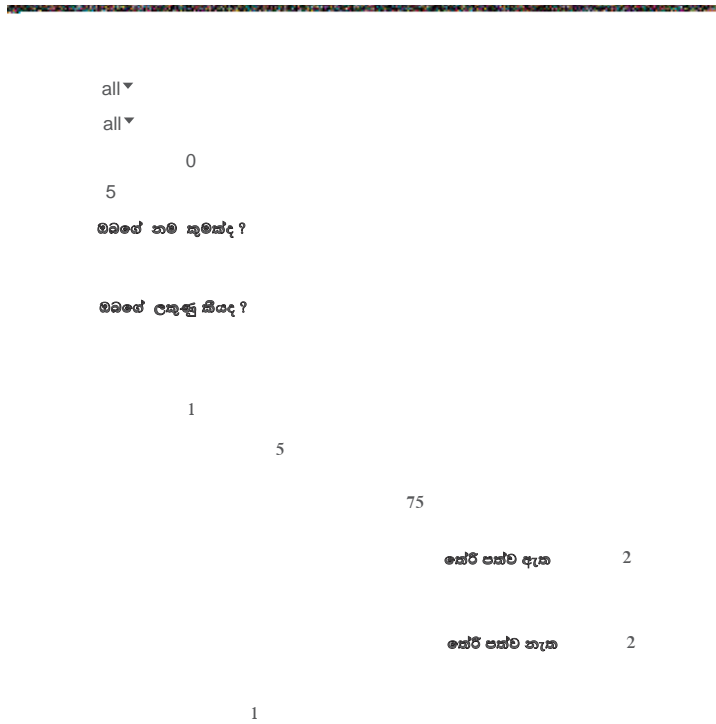 all▼
all▼
0
5
ඔබගේ නම කුමක්ද ?
ඔබගේ ලකුණු කීයද ?
1
5
75
තේරී පත්ව ඇත 2
තේරී පත්ව නැත 2
1